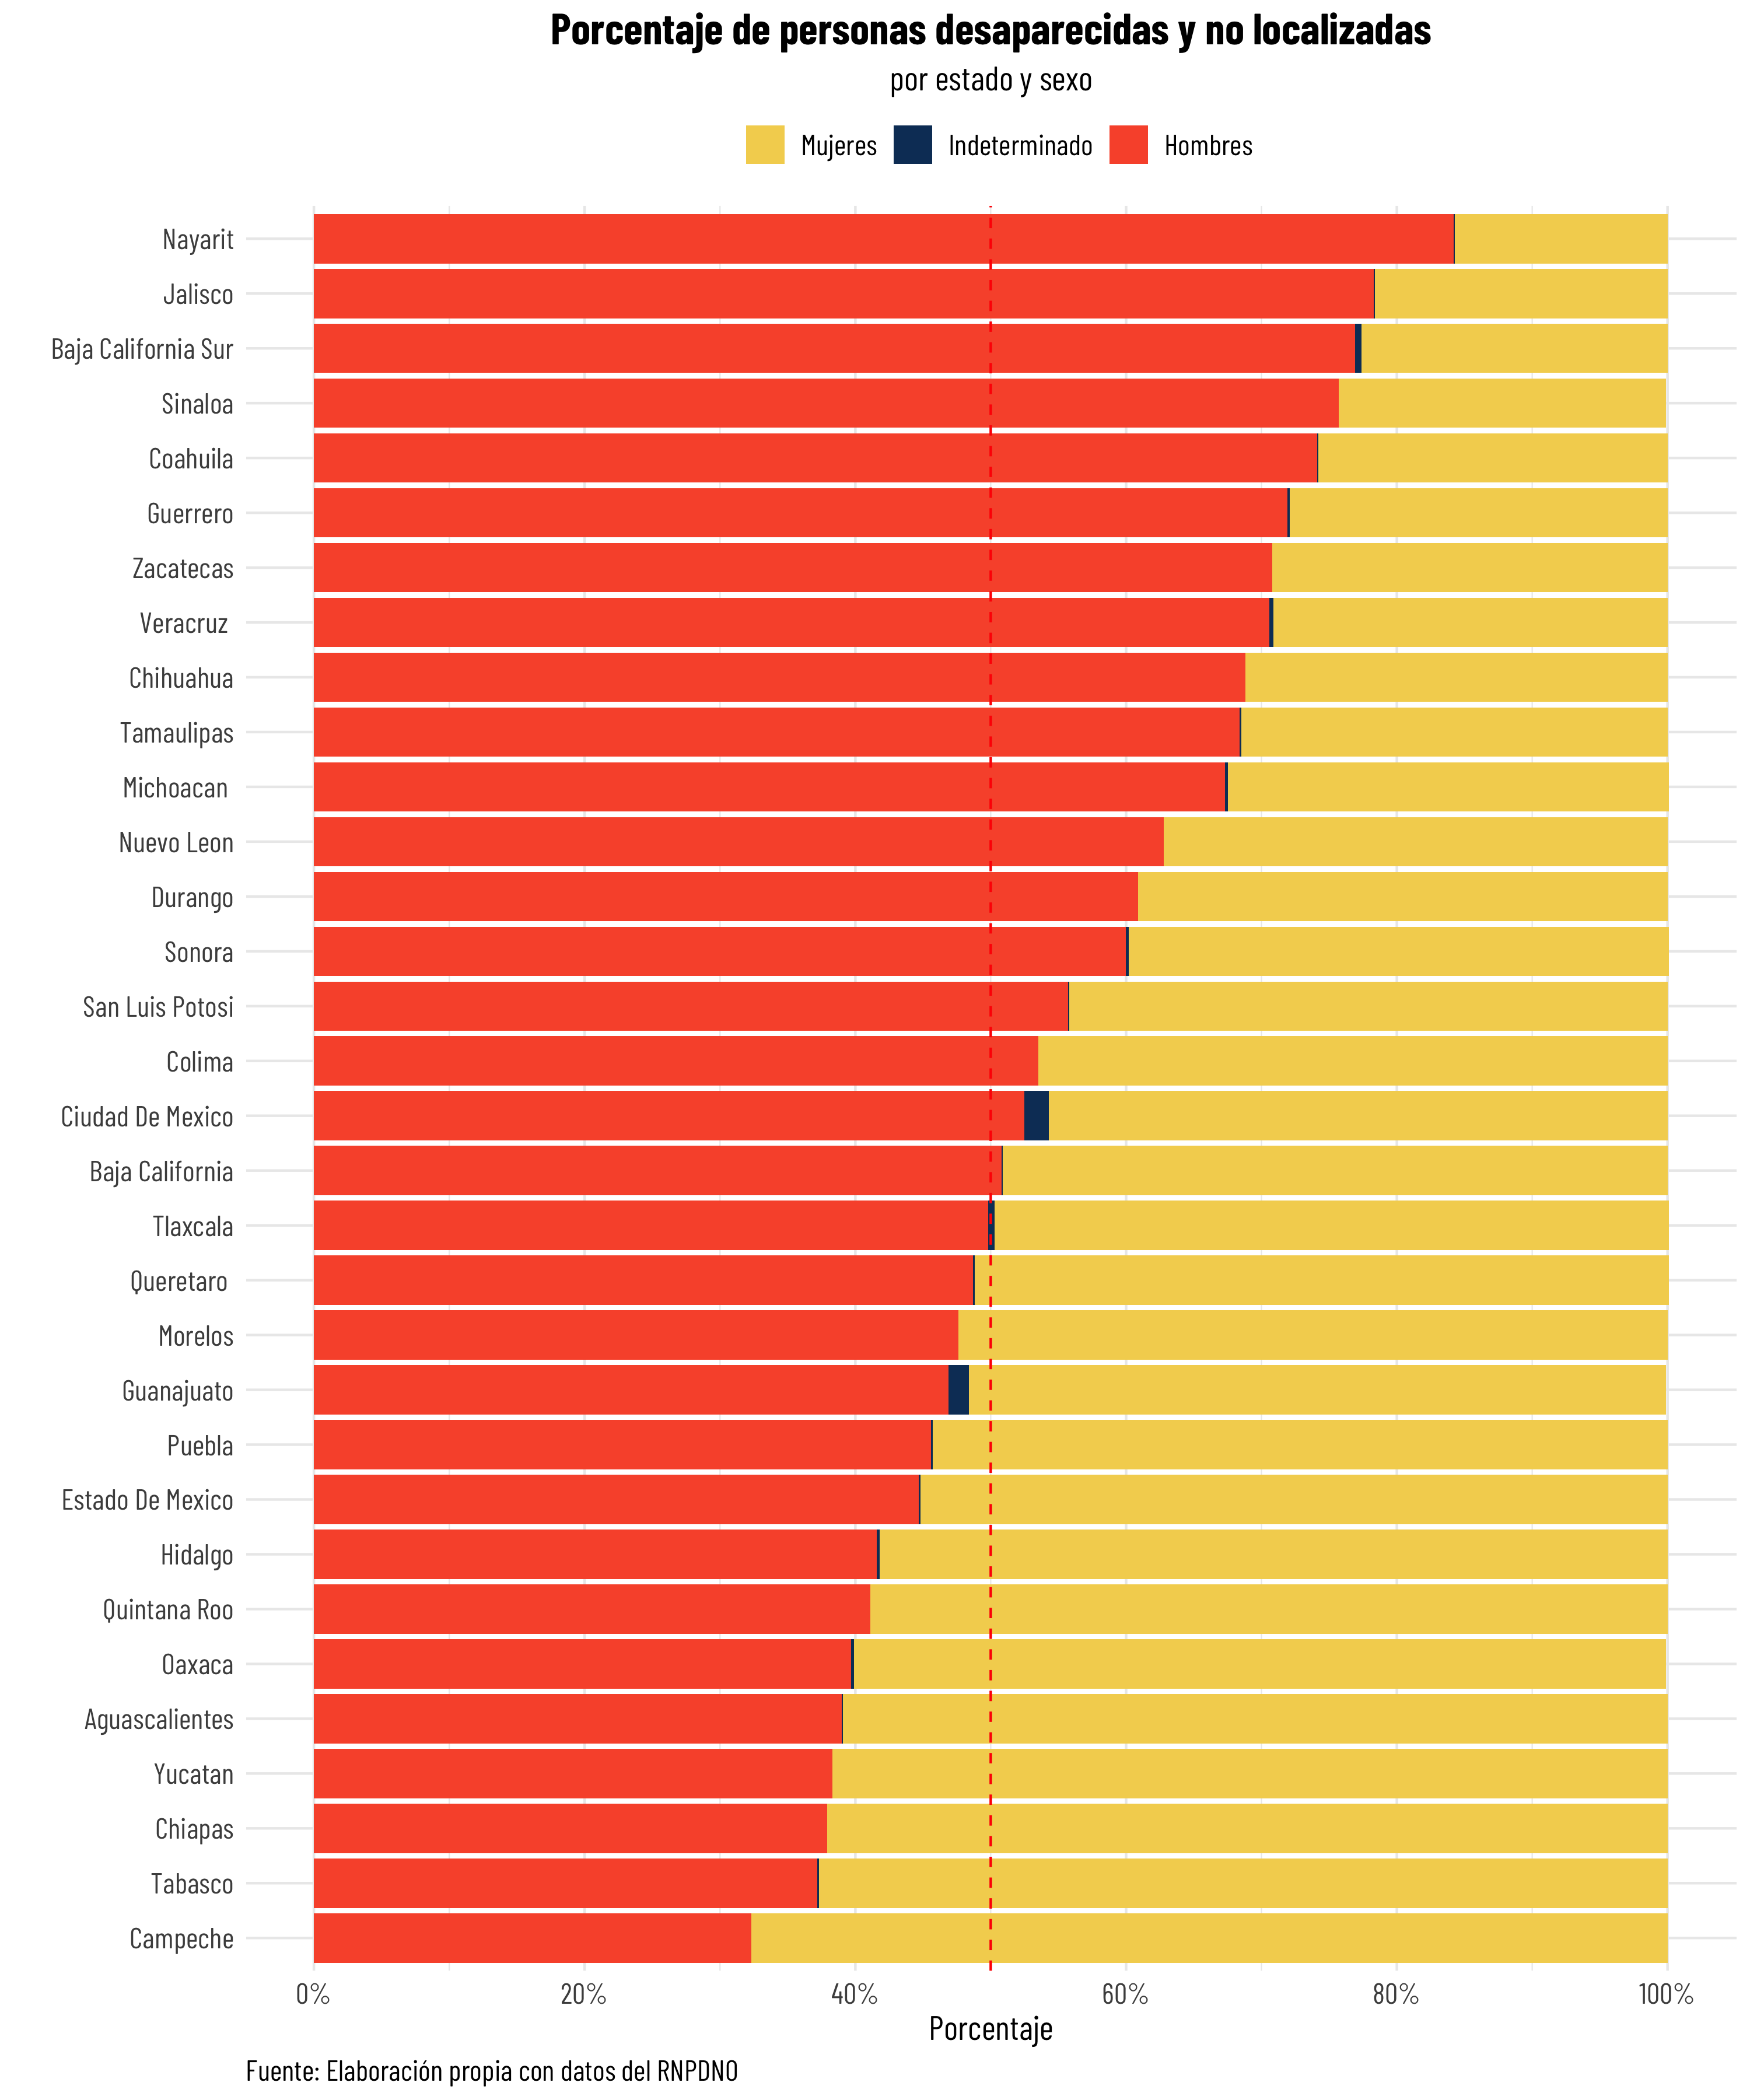 Porcentaje de personas desaparecidas y no localizadas
por estado y sexo
Mujeres Indeterminado Hombres
Nayarit
Jalisco
Baja California Sur
Sinaloa
Coahuila
Guerrero
Zacatecas
Veracruz
Chihuahua
Tamaulipas
Michoacan
Nuevo Leon
Durango
Sonora
San Luis Potosi
Colima
Ciudad De Mexico
Baja California
Tlaxcala
Queretaro
Morelos
Guanajuato
Puebla
Estado De Mexico
Hidalgo
Quintana Roo
Oaxaca
Aguascalientes
Yucatan
Chiapas
Tabasco
Campeche
0% 20% 40% 60% 80% 100%
Porcentaje
Fuente: Elaboración propia con datos del RNPDNO